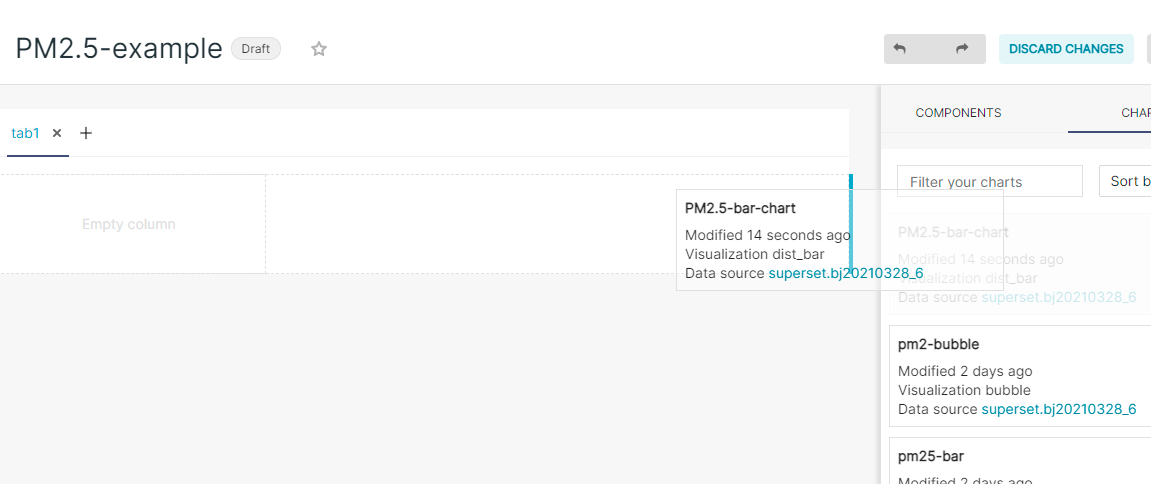 PM2.5-example Draft
DISCARD CHANGES
tab1
COMPONENTS
Filter your charts
Sort b
Empty column
PM2.5-bar-chart
Modified 14 seconds ago
Visualization dist_bar
Data source superset.bj20210328_6
PM2.5-bar-chart
Modified 14 seconds ago
Visualization dist_bar
Data source superset.bj20210328_6
pm2-bubble
Modified 2 days ago
Visualization bubble
Data source superset.bj20210328_6
pm25-bar
Modified 2 days ago